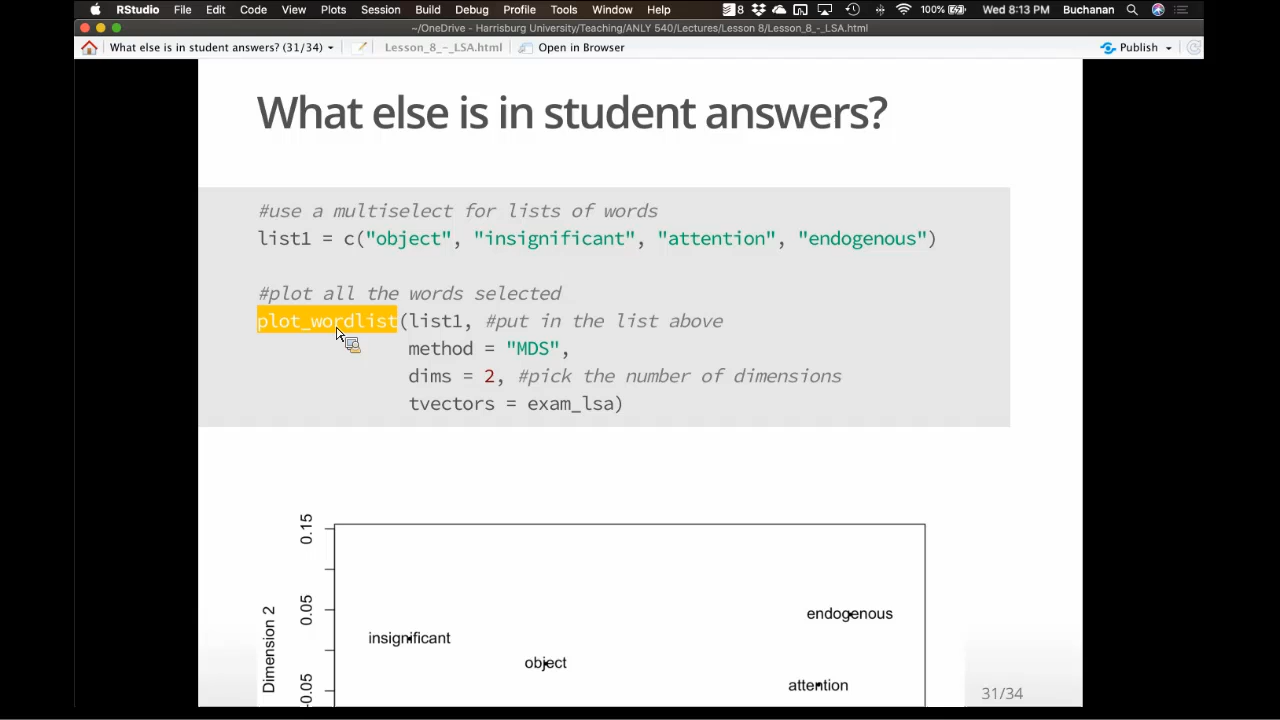 RStudio File Edit Code View Plots Session Build Debug Profile Tools Window Help 8 100% Wed 8:13 PM Buchanan
~/OneDrive - Harrisburg University/Teaching/ANLY 540/Lectures/Lesson 8/Lesson_8_-_LSA.html
What else is in student answers? (31/34) Lesson_8_-_LSA.html Open in Browser Publish
What else is in student answers?
#use a multiselect for lists of words
list1 = c("object", "insignificant", "attention", "endogenous")
#plot all the words selected
plot_wordlist(list1, #put in the list above
method = "MDS",
dims = 2, #pick the number of dimensions
tvectors = exam_lsa)
0.15
0.05
-0.05
Dimension 2
endogenous
insignificant
object
attention
31/34